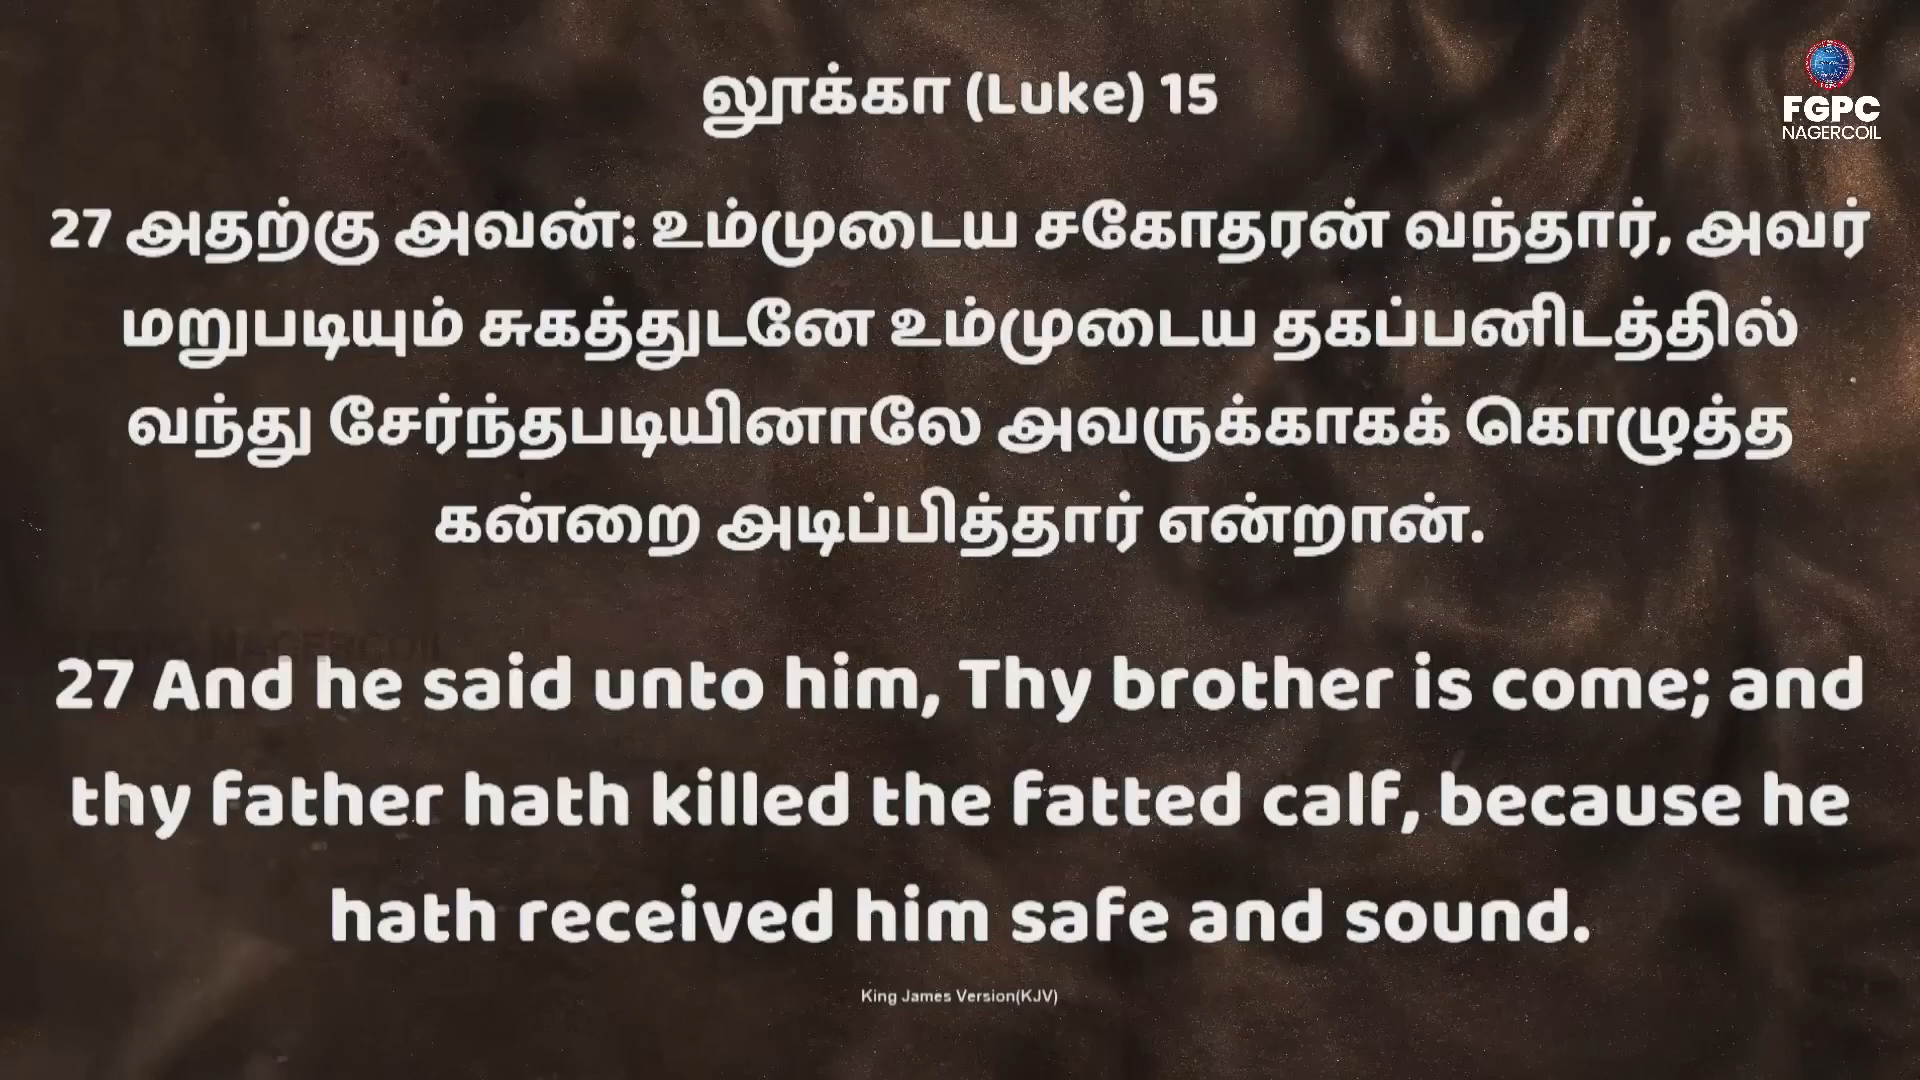 லூக்கா (Luke) 15
FGPC
NAGERCOIL
27 அதற்கு அவன்: உம்முடைய சகோதரன் வந்தார், அவர்
மறுபடியும் சுகத்துடனே உம்முடைய தகப்பனிடத்தில்
வந்து சேர்ந்தபடியினாலே அவருக்காகக் கொழுத்த
கன்றை அடிப்பித்தார் என்றான்.
FGPC NAGERCOIL
27 And he said unto him, Thy brother is come; and
thy father hath killed the fatted calf, because he
hath received him safe and sound.
King James Version(KJV)